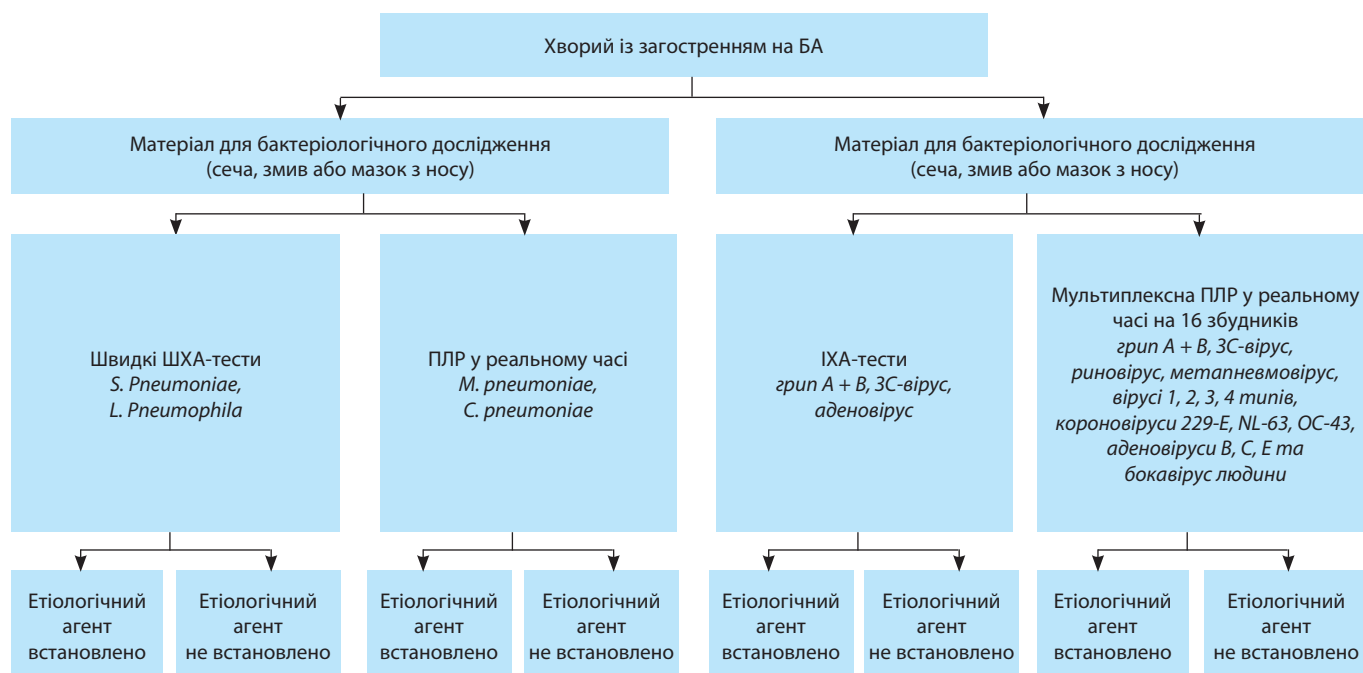 Хворий із загостренням на БА
Матеріал для бактеріологічного дослідження
(сеча, змив або мазок з носу)
Матеріал для бактеріологічного дослідження
(сеча, змив або мазок з носу)
Швидкі ШХА-тести
S. Pneumoniae,
L. Pneumophila
ПЛР у реальному часі
M. pneumoniae,
C. pneumoniae
ІХА-тести
грип А + В, ЗС-вірус,
аденовірус
Мультиплексна ПЛР у реальному
часі на 16 збудників
грип А + В, ЗС-вірус,
риновірус, метапневмовірус,
вірусі 1, 2, 3, 4 типів,
короновіруси 229-Е, NL-63, ОС-43,
аденовіруси В, С, Е та
бокавірус людини
Етіологічний
агент
встановлено
Етіологічний
агент
не встановлено
Етіологічний
агент
встановлено
Етіологічний
агент
не встановлено
Етіологічний
агент
встановлено
Етіологічний
агент
не встановлено
Етіологічний
агент
встановлено
Етіологічний
агент
не встановлено